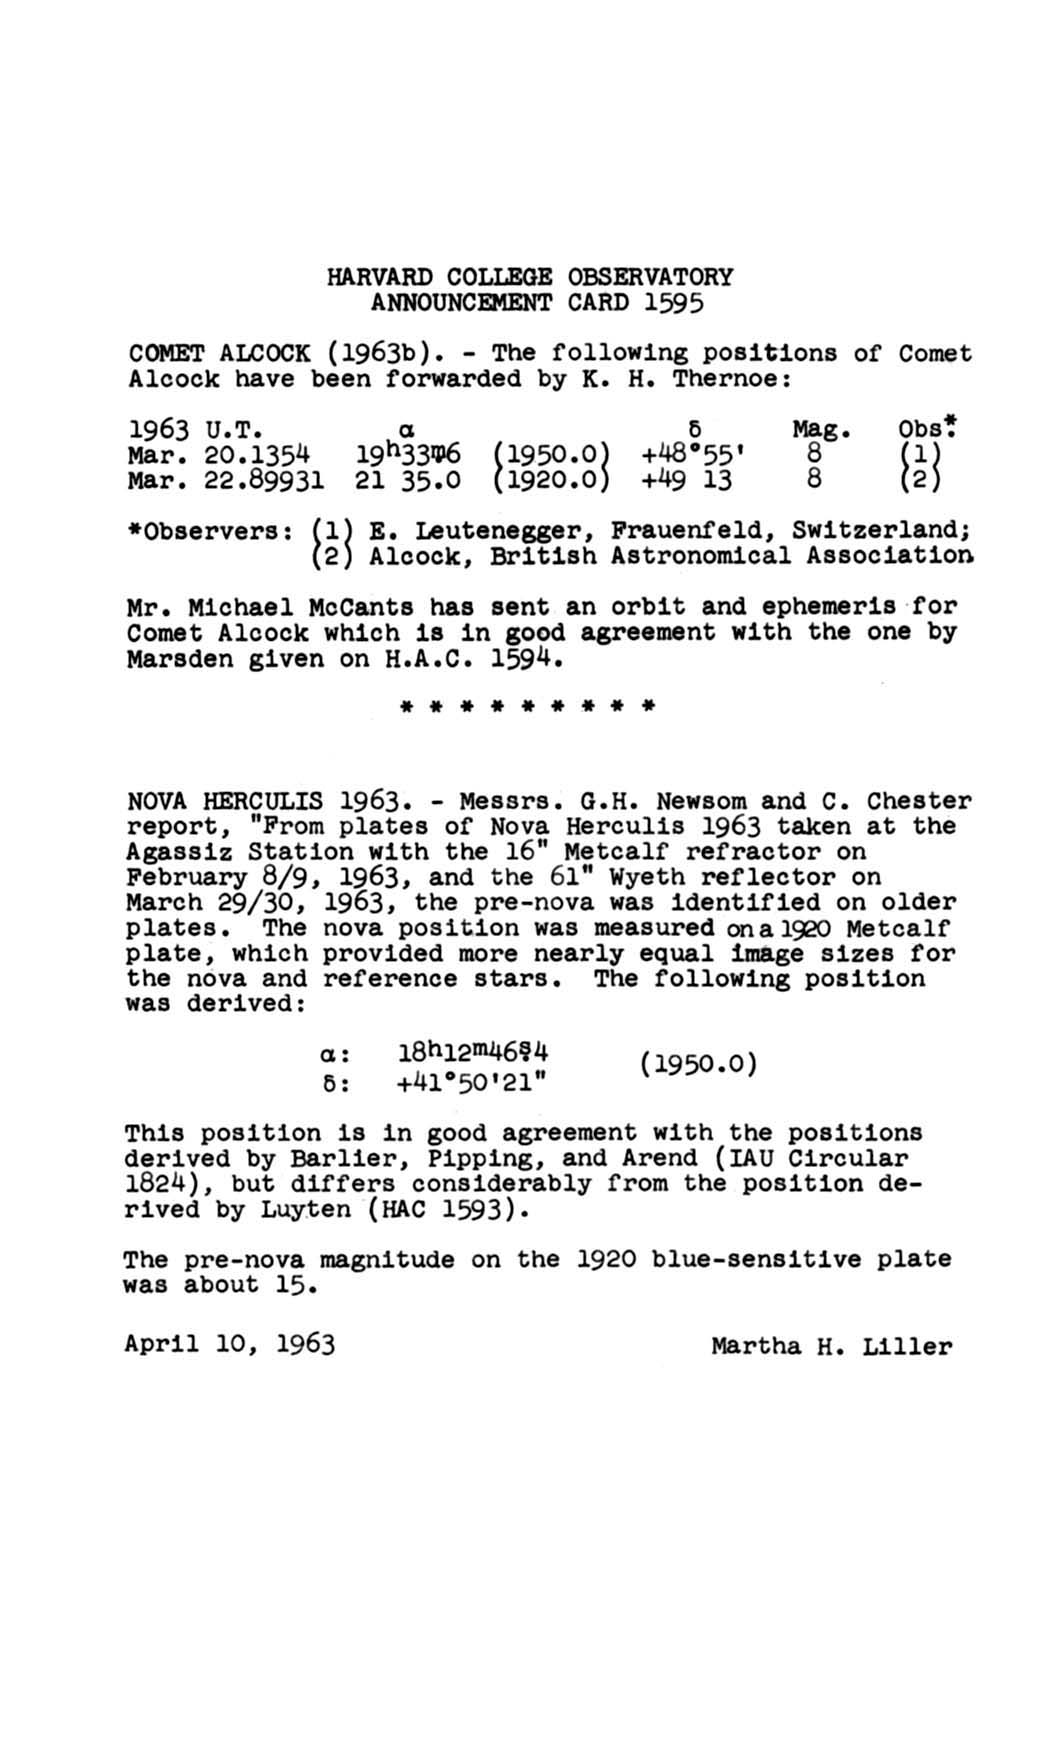 HARVARD COLLEGE OBSERVATORY
ANNOUNCEMENT CARD 1595
COMET ALCOCK (1963b). - The following positions of Comet
Alcock have been forwarded by K. H. Thernoe:
1963 U.T. α δ Mag. Obs.*
Mar. 20.1354 19ʰ33ᵐ.6 (1950.0) +48°55' 8 (1)
Mar. 22.89931 21 35.0 (1920.0) +49 13 8 (2)
*Observers: (1) E. Leutenegger, Frauenfeld, Switzerland;
(2) Alcock, British Astronomical Association
Mr. Michael McCants has sent an orbit and ephemeris for
Comet Alcock which is in good agreement with the one by
Marsden given on H.A.C. 1594.
* * * * * * * * *
NOVA HERCULIS 1963. - Messrs. G.H. Newsom and C. Chester
report, "From plates of Nova Herculis 1963 taken at the
Agassiz Station with the 16" Metcalf refractor on
February 8/9, 1963, and the 61" Wyeth reflector on
March 29/30, 1963, the pre-nova was identified on older
plates. The nova position was measured on a 1920 Metcalf
plate, which provided more nearly equal image sizes for
the nova and reference stars. The following position
was derived:
α: 18ʰ12ᵐ46ˢ.4 (1950.0)
δ: +41°50'21"
This position is in good agreement with the positions
derived by Barlier, Pipping, and Arend (IAU Circular
1824), but differs considerably from the position de-
rived by Luyten (HAC 1593).
The pre-nova magnitude on the 1920 blue-sensitive plate
was about 15.
April 10, 1963 Martha H. Liller